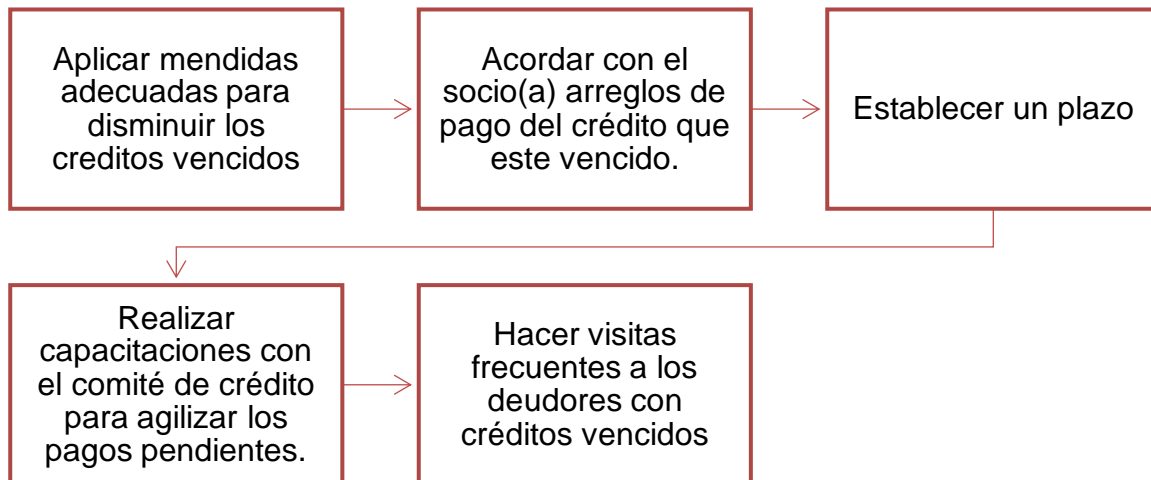 Aplicar mendidas
adecuadas para
disminuir los
creditos vencidos
Acordar con el
socio(a) arreglos de
pago del crédito que
este vencido.
Establecer un plazo
Realizar
capacitaciones con
el comité de crédito
para agilizar los
pagos pendientes.
Hacer visitas
frecuentes a los
deudores con
créditos vencidos